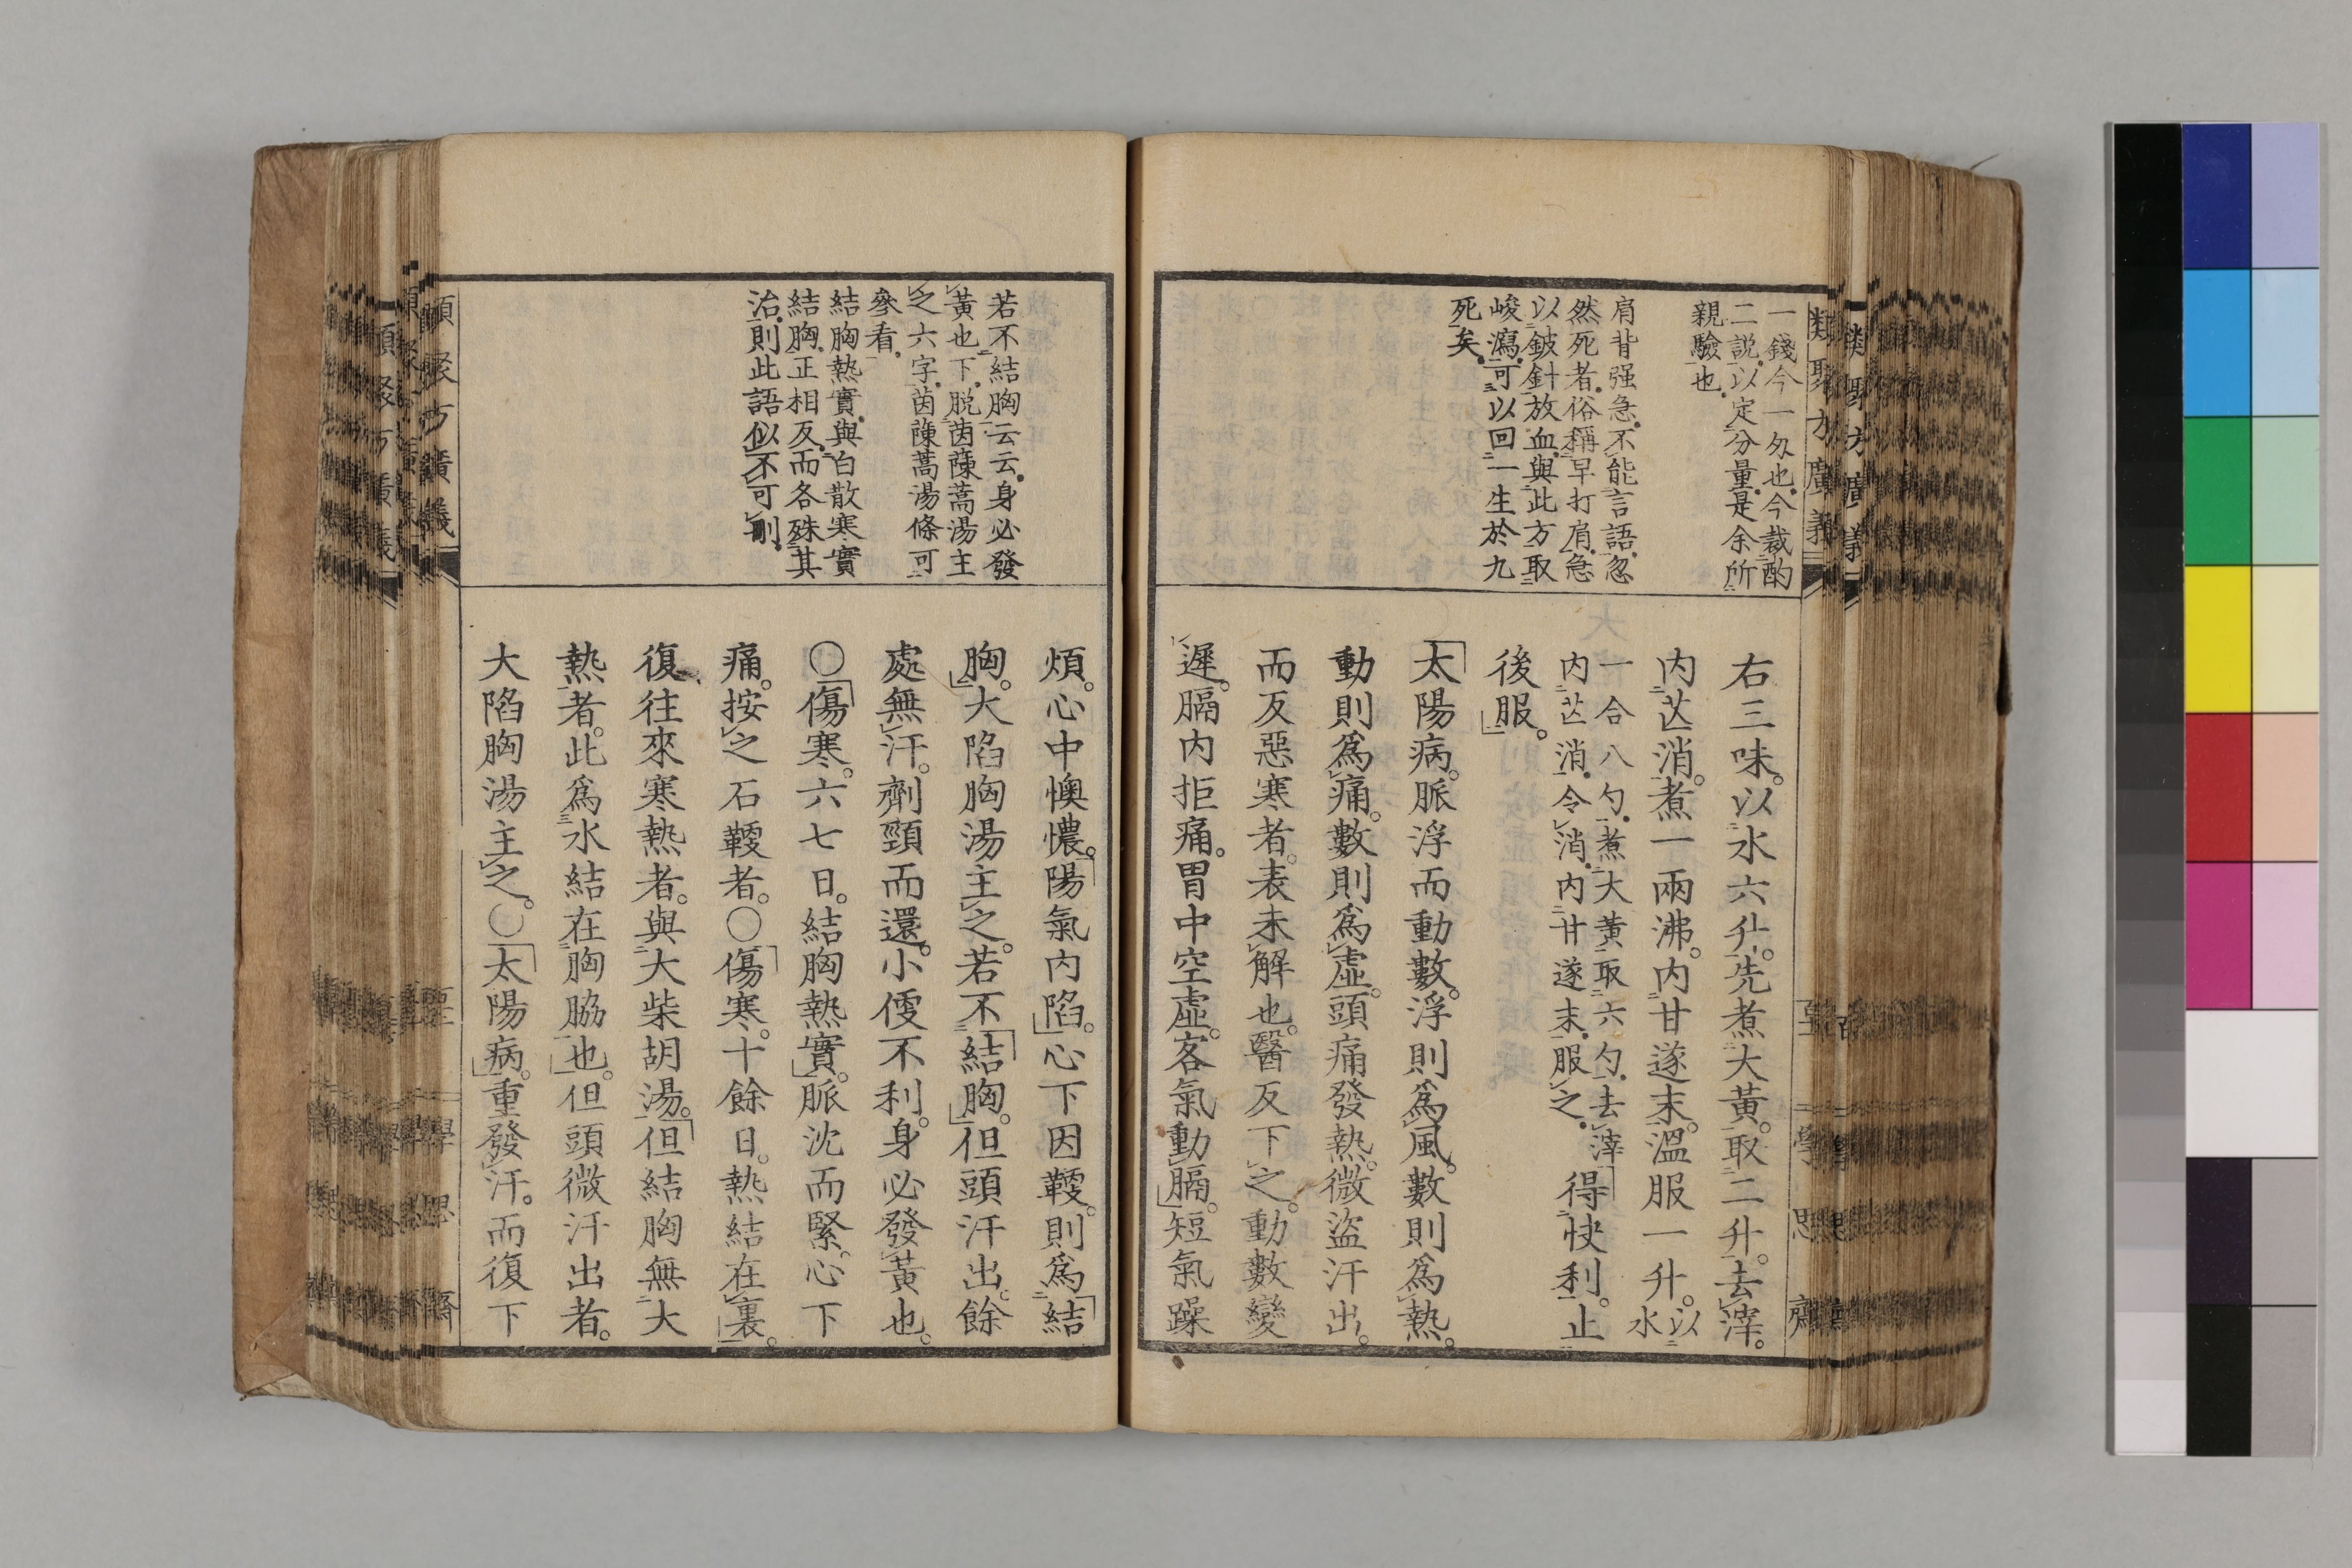 一錢今一匁也。今裁酌
二説。以定分量。是余所
親驗也。
肩背强急。不能言語。忽
然死者。俗稱早打肩。急
以鈹針放血。與此方取
峻瀉。可以回一生於九
死矣。
右三味。以水六升。先煮大黃。取二升。去滓。
内芒消。煮一兩沸。内甘遂末。溫服一升。以水
一合八勺。煮大黃。取六勺。去滓
内芒消。令消。内甘遂末。服之。
得快利。止
後服。
太陽病。脈浮而動數。浮則爲風。數則爲熱。
動則爲痛。數則爲虛。頭痛發熱。微盜汗出。
而反惡寒者。表未解也。醫反下之。動數變
遲。膈内拒痛。胃中空虛。客氣動膈。短氣躁
若不結胸云云。身必發
黃也。下。脱茵蔯蒿湯主
之六字。茵蔯蒿湯條可
參看。
結胸熱實。與白散寒實
結胸。正相反。而各殊其
治。則此語似不可刪。
煩。心中懊憹。陽氣内陷。心下因鞕。則爲結
胸。大陷胸湯主之。若不結胸。但頭汗出。餘
處無汗。劑頸而還。小便不利。身必發黃也。
○傷寒。六七日。結胸熱實。脈沈而緊。心下
痛。按之石鞕者。○傷寒。十餘日。熱結在裏。
復往來寒熱者。與大柴胡湯。但結胸無大
熱者。此爲水結在胸脇也。但頭微汗出者。
大陷胸湯主之。○太陽病。重發汗。而復下
類聚方廣義
學思齋